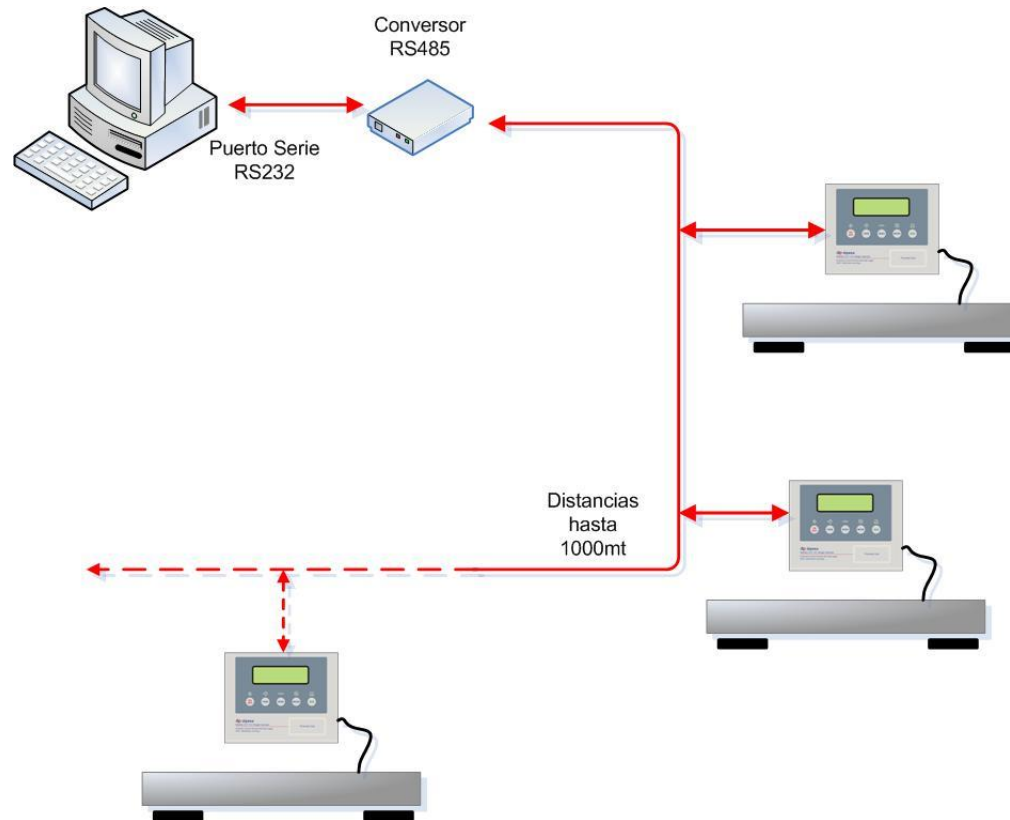 Conversor
RS485
Puerto Serie
RS232
Distancias
hasta
1000mt